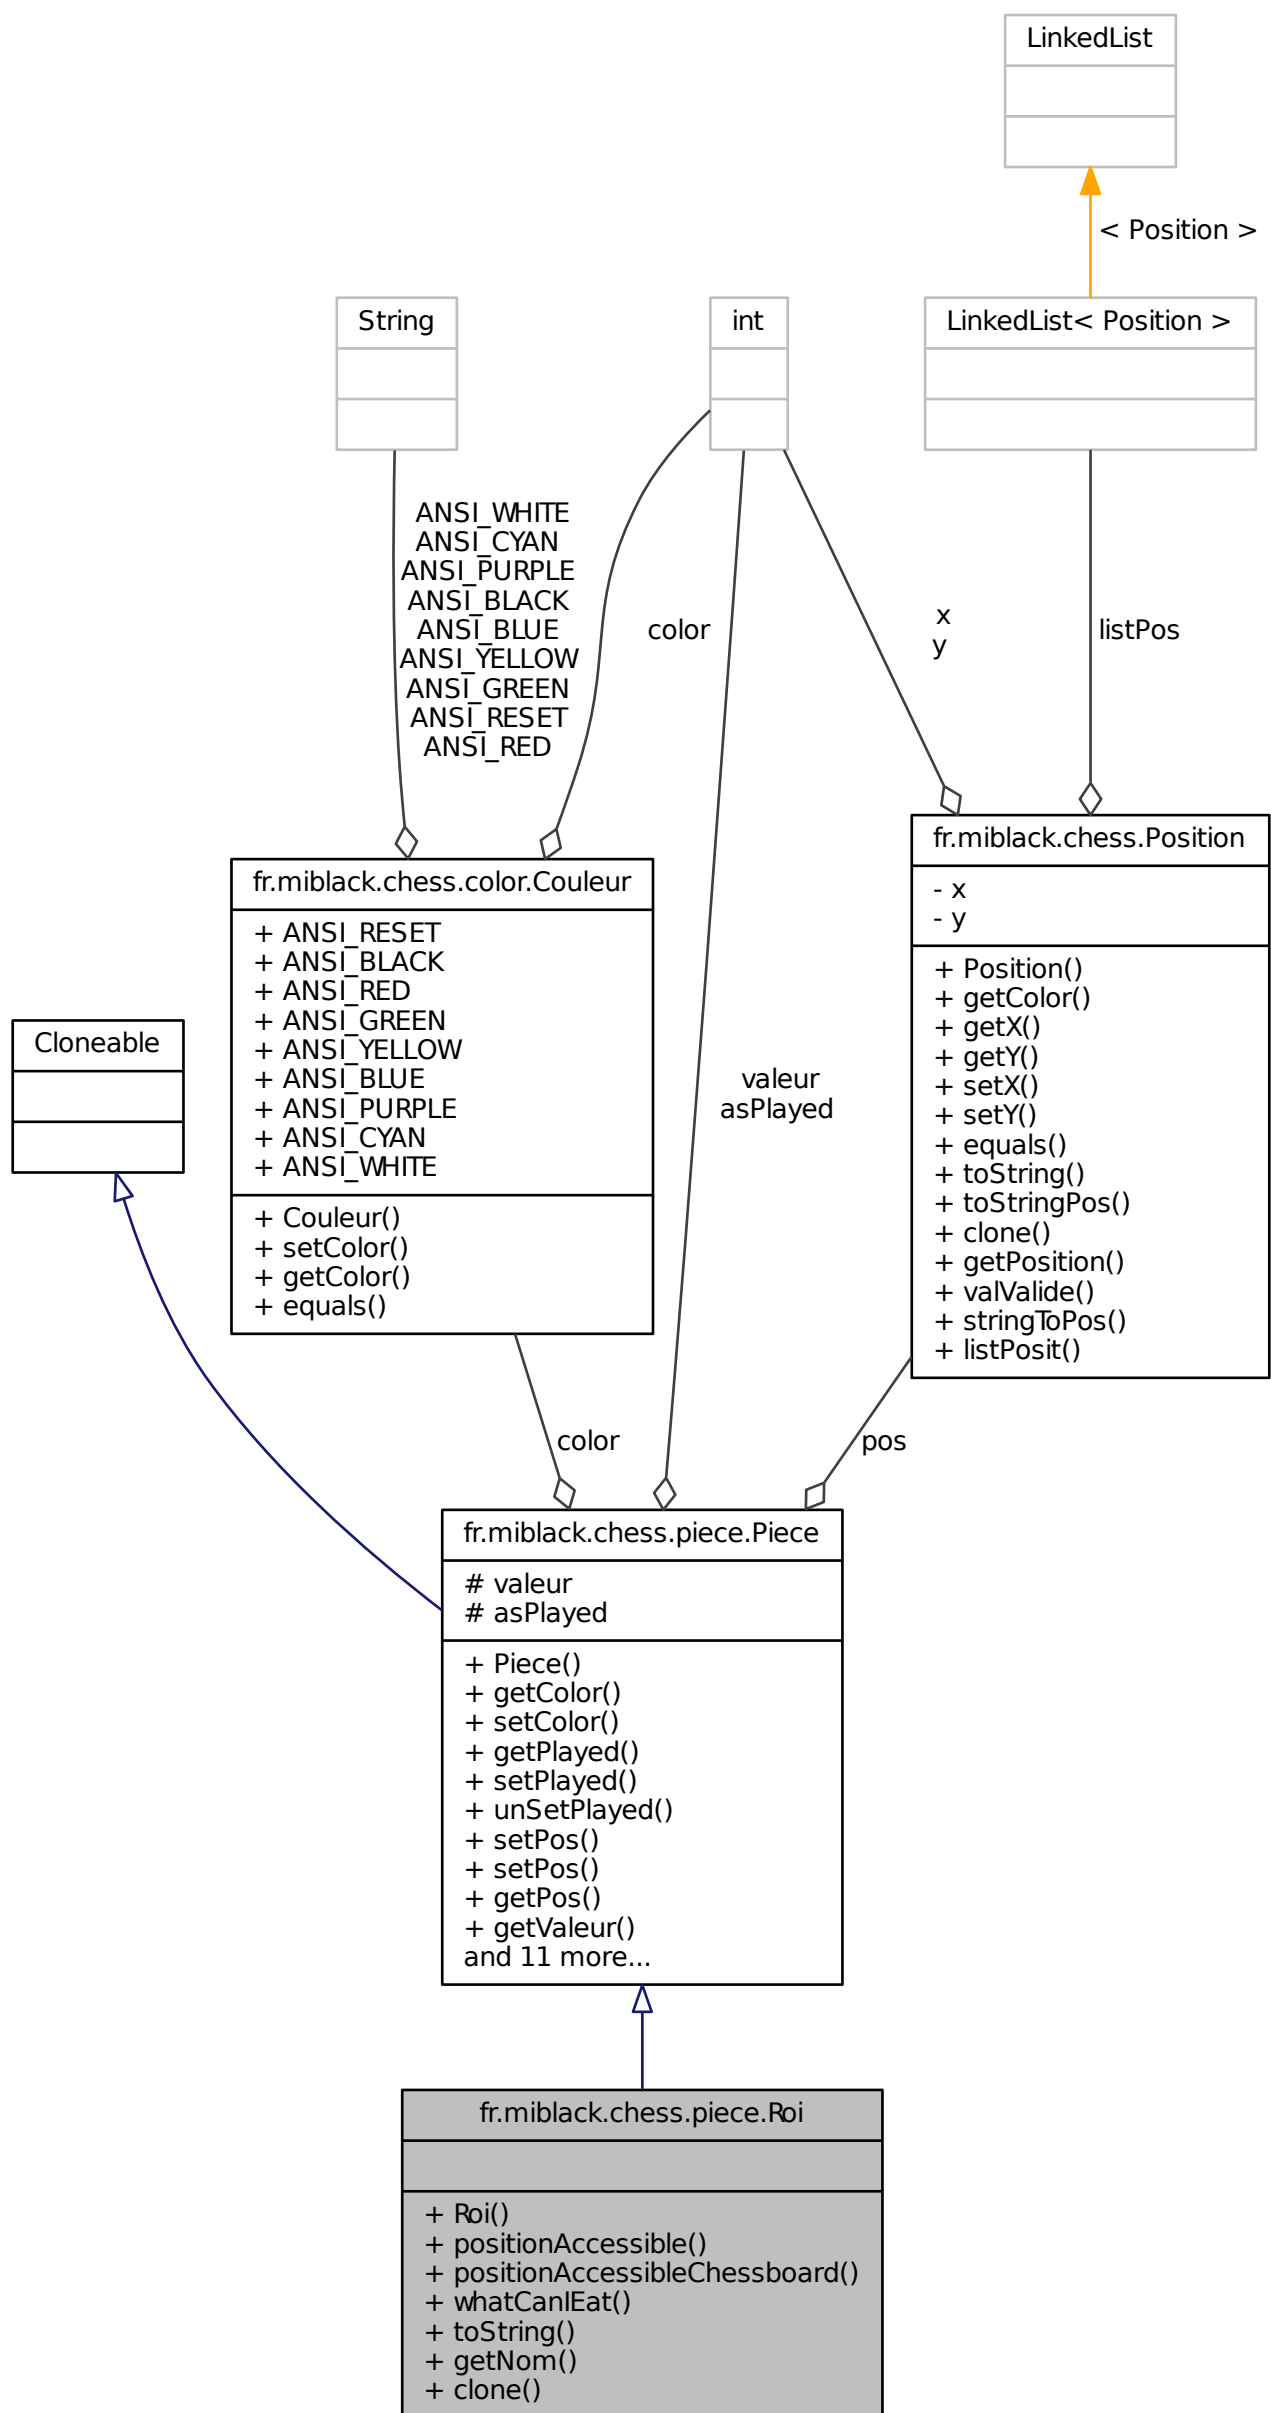 LinkedList
< Position >
String
int
LinkedList< Position >
ANSI_WHITE
ANSI_CYAN
ANSI_PURPLE
ANSI_BLACK
ANSI_BLUE
ANSI_YELLOW
ANSI_GREEN
ANSI_RESET
ANSI_RED
color
x
y
listPos
fr.miblack.chess.Position
- x
- y
+ Position()
+ getColor()
+ getX()
+ getY()
+ setX()
+ setY()
+ equals()
+ toString()
+ toStringPos()
+ clone()
+ getPosition()
+ valValide()
+ stringToPos()
+ listPosit()
fr.miblack.chess.color.Couleur
+ ANSI_RESET
+ ANSI_BLACK
+ ANSI_RED
+ ANSI_GREEN
+ ANSI_YELLOW
+ ANSI_BLUE
+ ANSI_PURPLE
+ ANSI_CYAN
+ ANSI_WHITE
+ Couleur()
+ setColor()
+ getColor()
+ equals()
Cloneable
valeur
asPlayed
color
pos
fr.miblack.chess.piece.Piece
# valeur
# asPlayed
+ Piece()
+ getColor()
+ setColor()
+ getPlayed()
+ setPlayed()
+ unSetPlayed()
+ setPos()
+ setPos()
+ getPos()
+ getValeur()
and 11 more...
fr.miblack.chess.piece.Roi
+ Roi()
+ positionAccessible()
+ positionAccessibleChessboard()
+ whatCanIEat()
+ toString()
+ getNom()
+ clone()